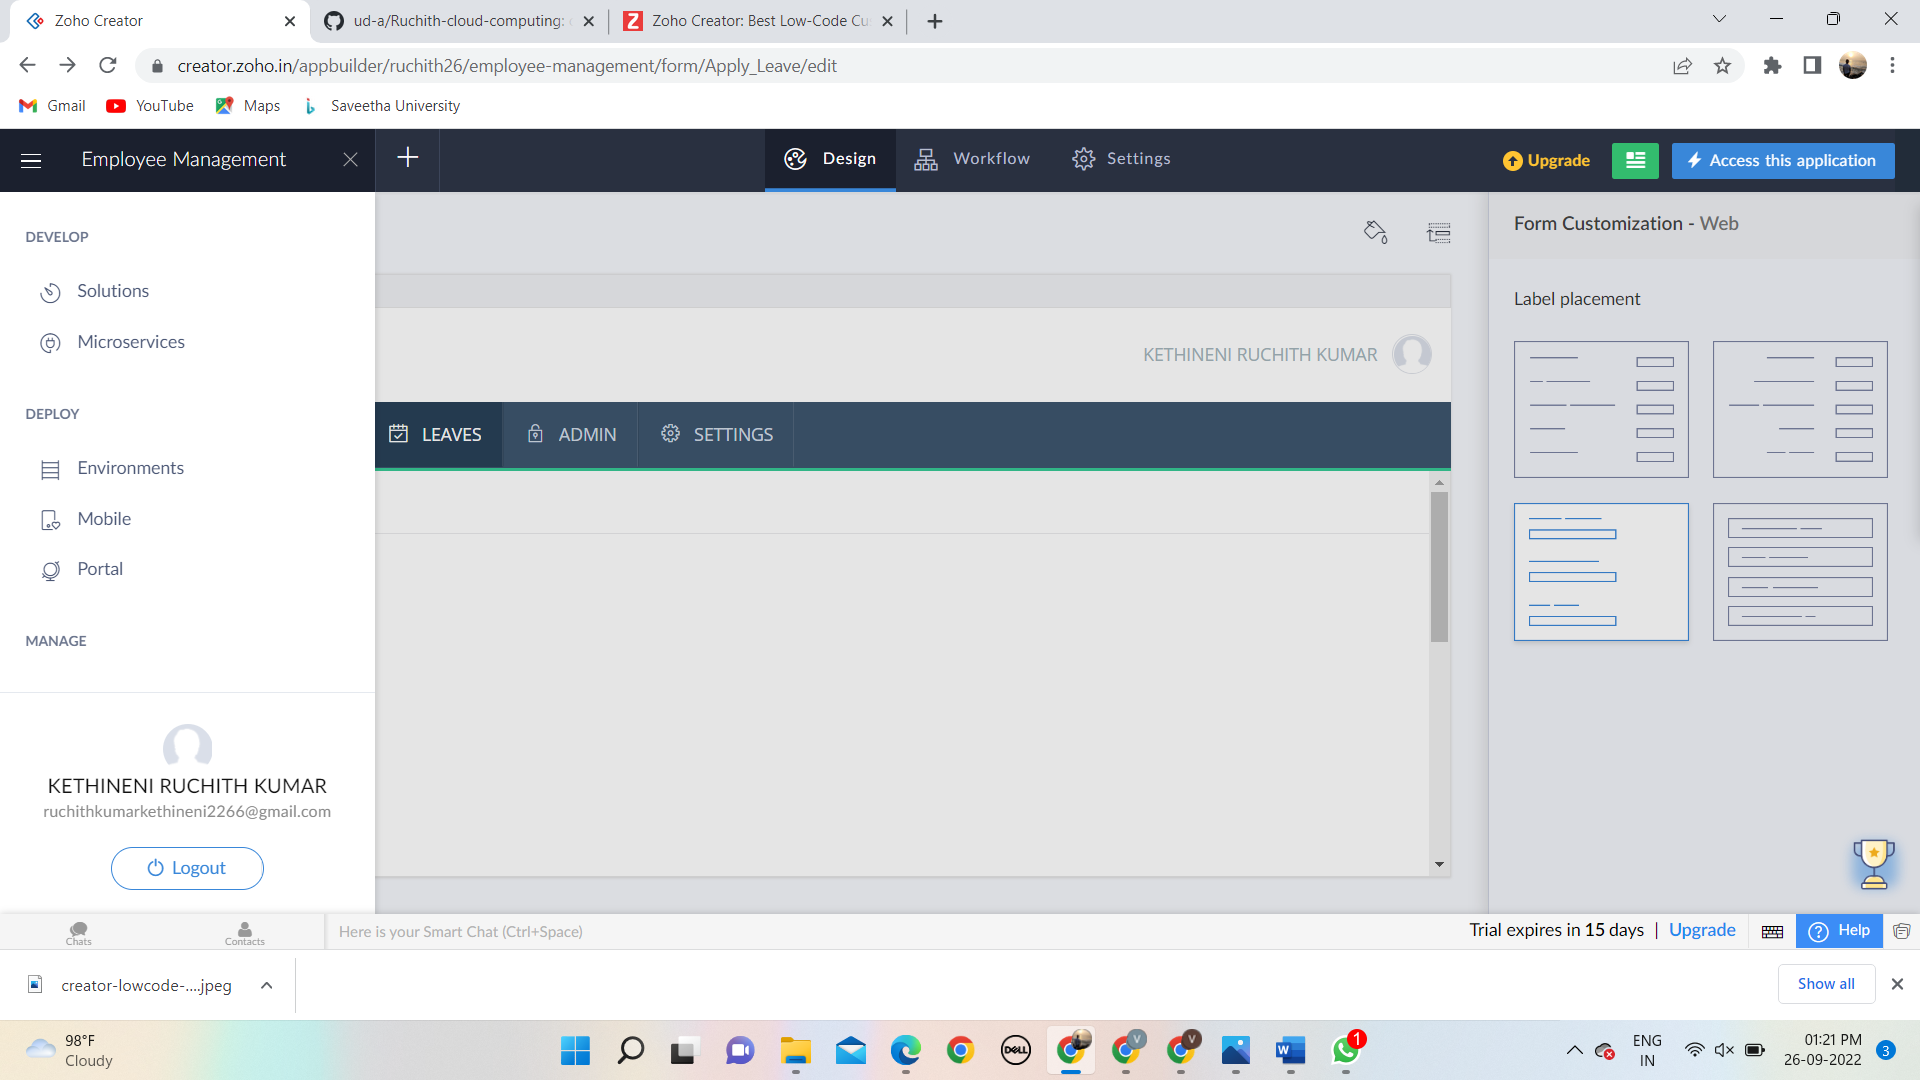 Zoho Creator
ud-a/Ruchith-cloud-computing:
Zoho Creator: Best Low-Code Cu
creator.zoho.in/appbuilder/ruchith26/employee-management/form/Apply_Leave/edit
Gmail
YouTube
Maps
Saveetha University
Employee Management
Design
Workflow
Settings
Upgrade
Access this application
DEVELOP
Solutions
Microservices
DEPLOY
Environments
Mobile
Portal
MANAGE
KETHINENI RUCHITH KUMAR
ruchithkumarkethineni2266@gmail.com
Logout
KETHINENI RUCHITH KUMAR
LEAVES
ADMIN
SETTINGS
Form Customization - Web
Label placement
Chats
Contacts
Here is your Smart Chat (Ctrl+Space)
Trial expires in 15 days | Upgrade
Help
creator-lowcode-....jpeg
Show all
98°F
Cloudy
DELL
V
V
W
1
ENG
IN
01:21 PM
26-09-2022
3